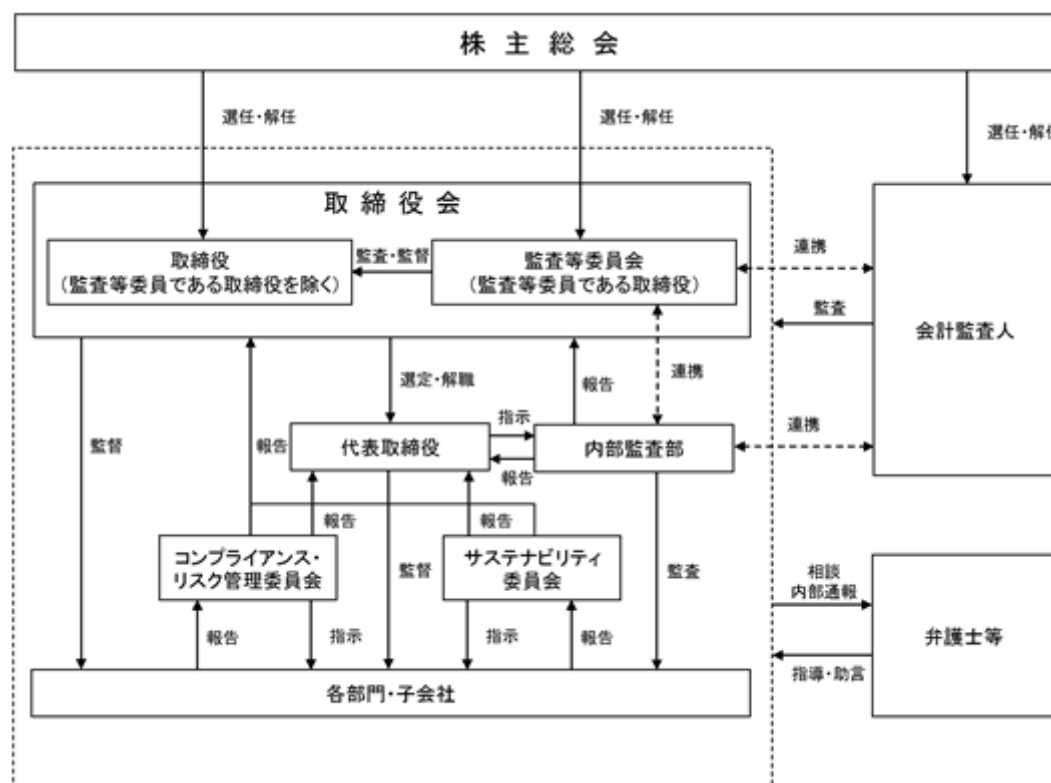 株主総会
選任・解任
選任・解任
選任・解任
取締役会
取締役
(監査等委員である取締役を除く)
監査・監督
監査等委員会
(監査等委員である取締役)
連携
監査
会計監査人
選定・解職
報告
連携
指示
連携
代表取締役
内部監査部
監督
報告
報告
報告
報告
コンプライアンス・
リスク管理委員会
監督
サステナビリティ
委員会
監査
相談
内部通報
弁護士等
報告
指示
指示
報告
指導・助言
各部門・子会社